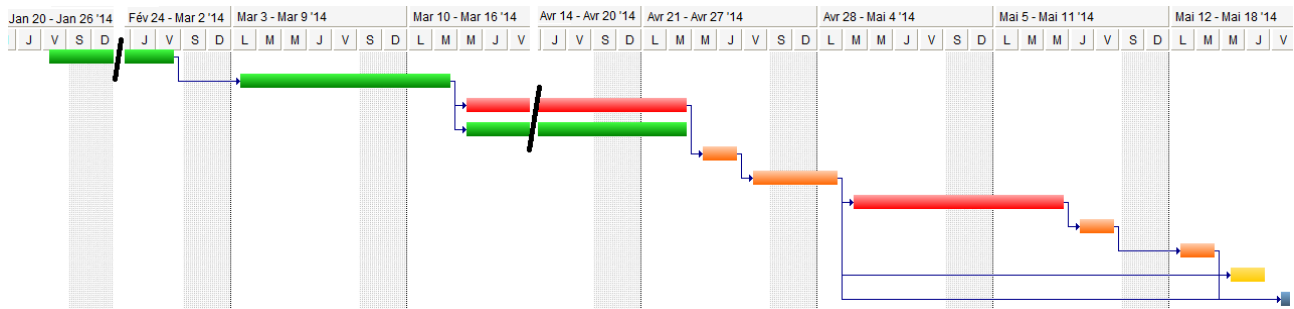 Jan 20 - Jan 26 '14 Fév 24 - Mar 2 '14 Mar 3 - Mar 9 '14 Mar 10 - Mar 16 '14 Avr 14 - Avr 20 '14 Avr 21 - Avr 27 '14 Avr 28 - Mai 4 '14 Mai 5 - Mai 11 '14 Mai 12 - Mai 18 '14
J V S D J V S D L M M J V S D L M M J V J V S D L M M J V S D L M M J V S D L M M J V S D L M M J V